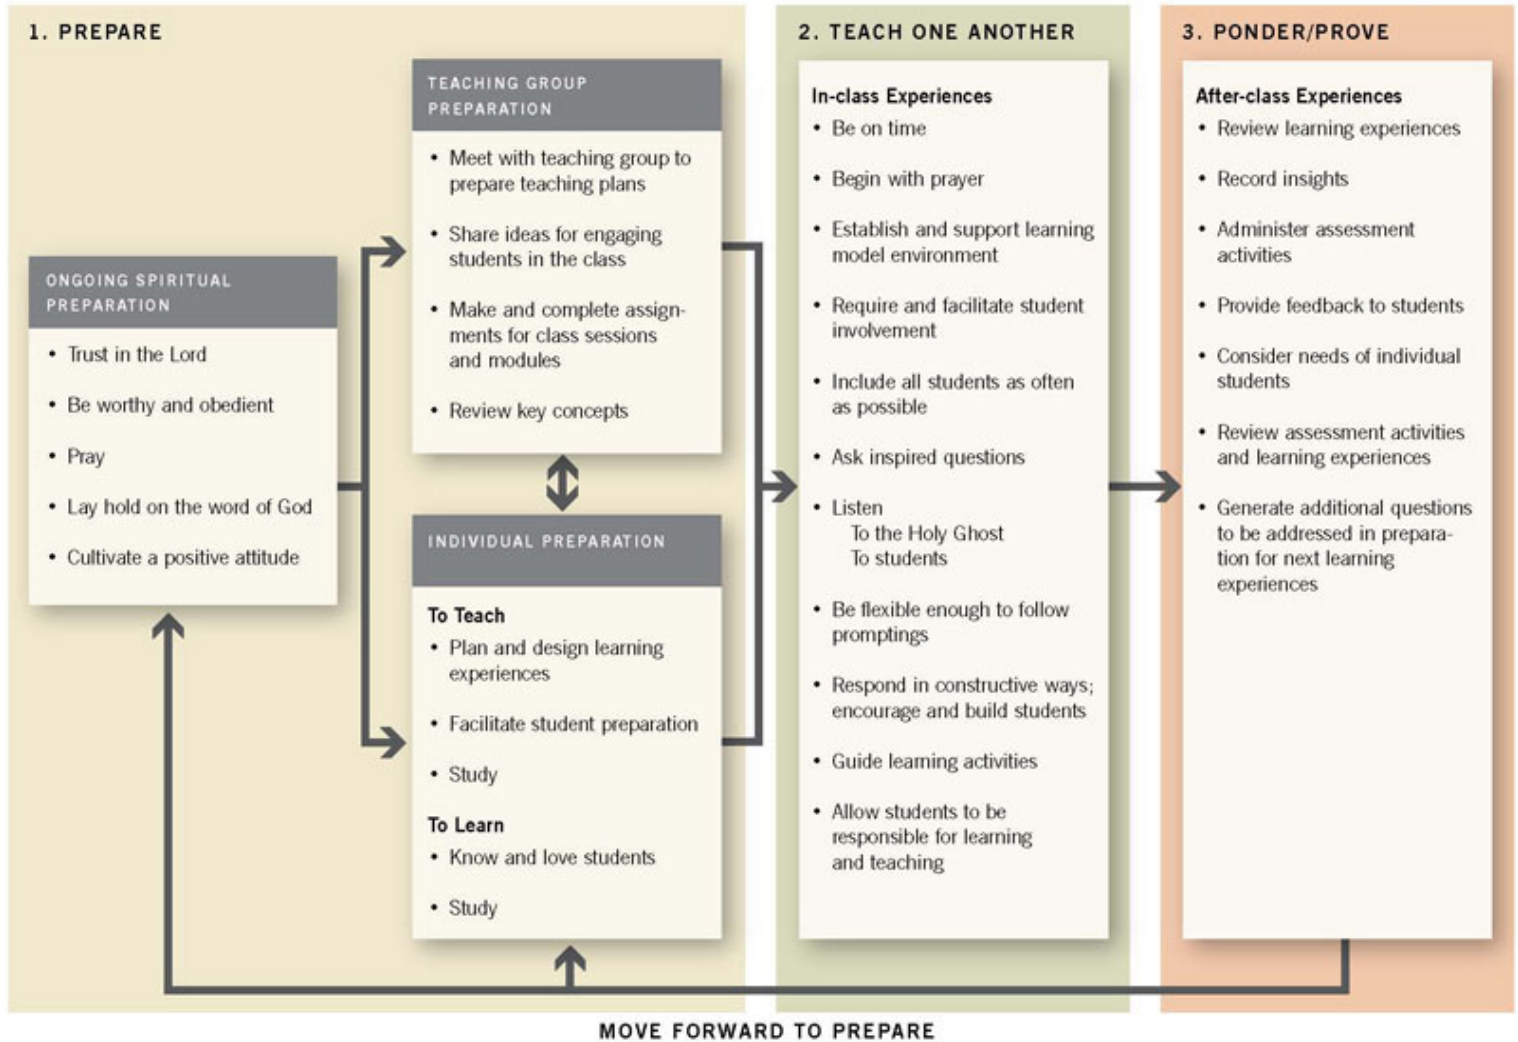 1. PREPARE
ONGOING SPIRITUAL
PREPARATION
• Trust in the Lord
• Be worthy and obedient
• Pray
• Lay hold on the word of God
• Cultivate a positive attitude
TEACHING GROUP
PREPARATION
• Meet with teaching group to
prepare teaching plans
• Share ideas for engaging
students in the class
• Make and complete assign-
ments for class sessions
and modules
• Review key concepts
INDIVIDUAL PREPARATION
To Teach
• Plan and design learning
experiences
• Facilitate student preparation
• Study
To Learn
• Know and love students
• Study
2. TEACH ONE ANOTHER
In-class Experiences
• Be on time
• Begin with prayer
• Establish and support learning
model environment
• Require and facilitate student
involvement
• Include all students as often
as possible
• Ask inspired questions
• Listen
To the Holy Ghost
To students
• Be flexible enough to follow
promptings
• Respond in constructive ways;
encourage and build students
• Guide learning activities
• Allow students to be
responsible for learning
and teaching
3. PONDER/PROVE
After-class Experiences
• Review learning experiences
• Record insights
• Administer assessment
activities
• Provide feedback to students
• Consider needs of individual
students
• Review assessment activities
and learning experiences
• Generate additional questions
to be addressed in prepara-
tion for next learning
experiences
MOVE FORWARD TO PREPARE